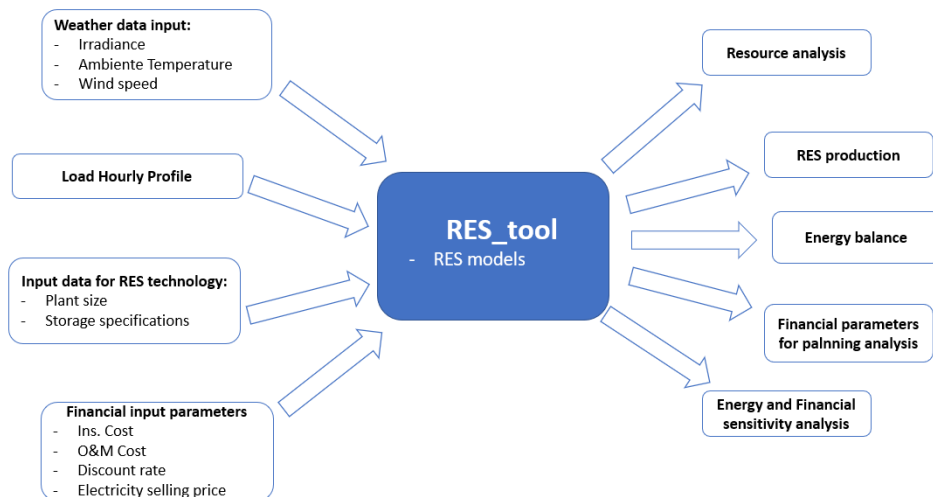 Weather data input:
- Irradiance
- Ambiente Temperature
- Wind speed
Load Hourly Profile
Input data for RES technology:
- Plant size
- Storage specifications
Financial input parameters
- Ins. Cost
- O&M Cost
- Discount rate
- Electricity selling price
RES_tool
- RES models
Resource analysis
RES production
Energy balance
Financial parameters
for palnning analysis
Energy and Financial
sensitivity analysis